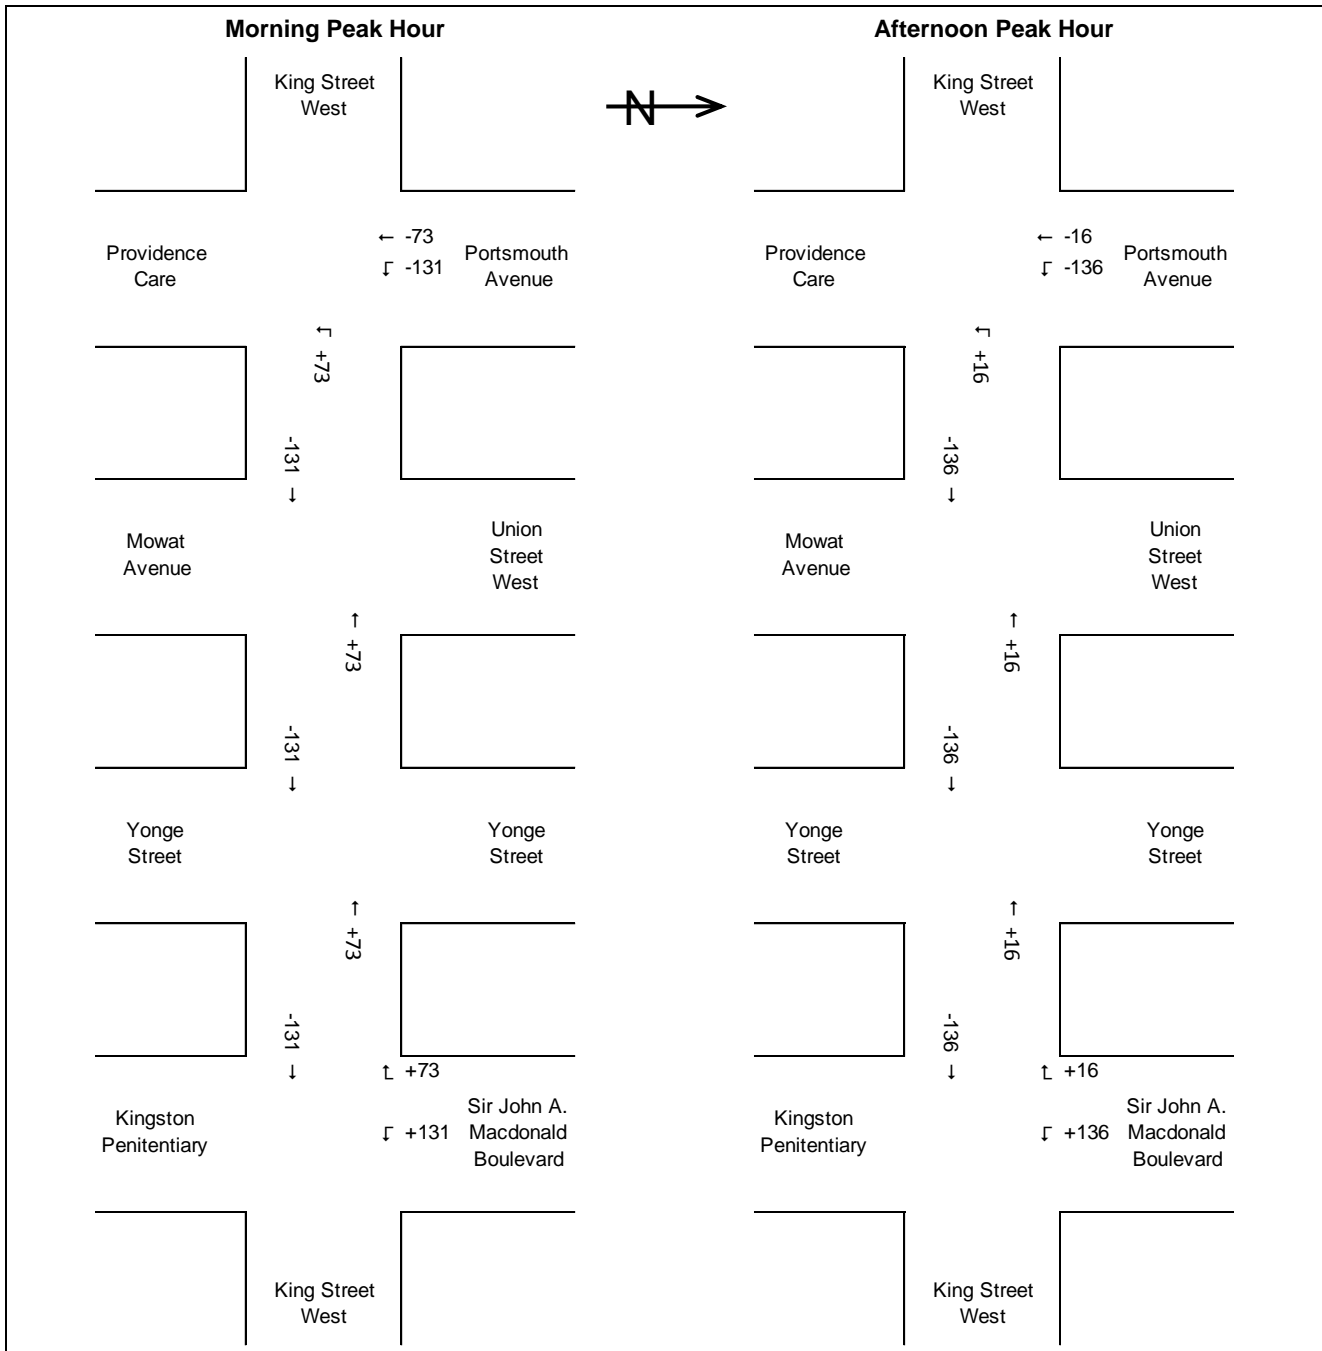 Morning Peak Hour
King Street
West
Providence
Care
← -73
-131
Portsmouth
Avenue
+73
-131
↓
Mowat
Avenue
Union
Street
West
↑
+73
-131
↓
Yonge
Street
Yonge
Street
↑
+73
-131
↓
+73
Kingston
Penitentiary
+131
Sir John A.
Macdonald
Boulevard
King Street
West
N
Afternoon Peak Hour
King Street
West
Providence
Care
← -16
-136
Portsmouth
Avenue
+16
-136
↓
Mowat
Avenue
Union
Street
West
↑
+16
-136
↓
Yonge
Street
Yonge
Street
↑
+16
-136
↓
+16
Kingston
Penitentiary
+136
Sir John A.
Macdonald
Boulevard
King Street
West